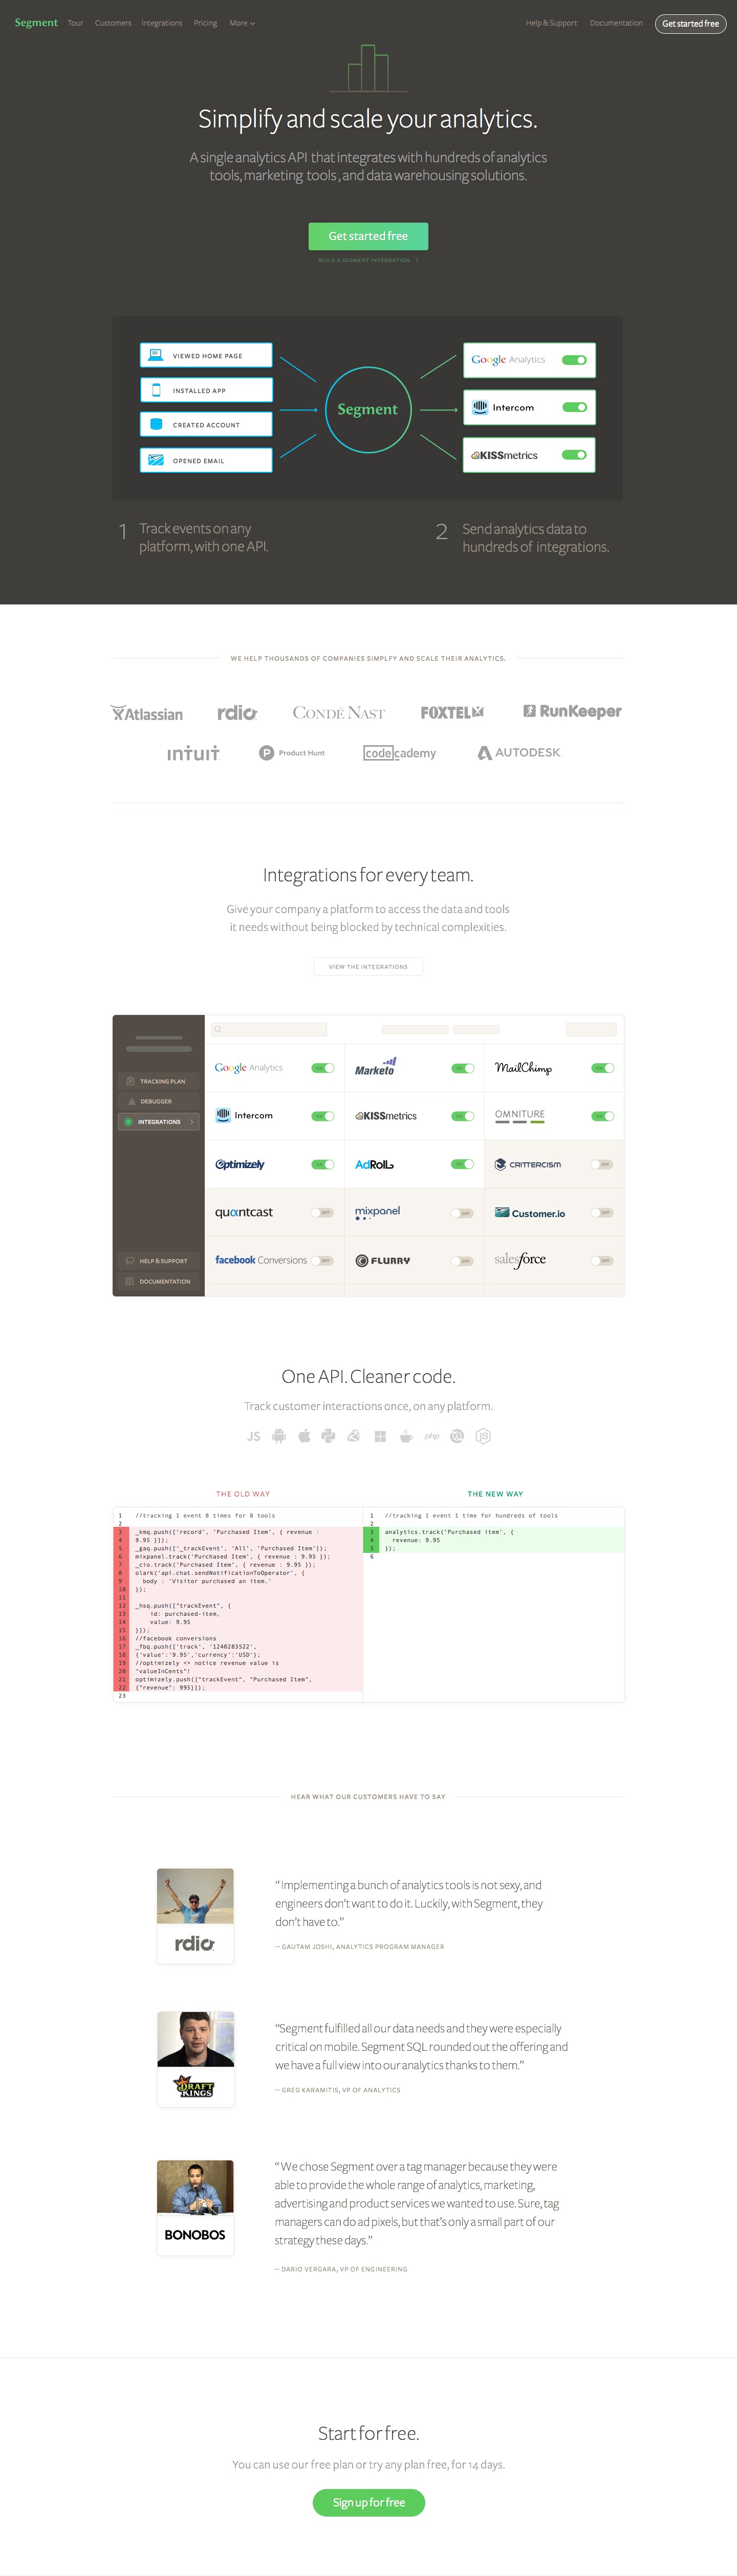 Segment Tour Customers Integrations Pricing More Help & Support Documentation Get started free
Simplify and scale your analytics.
A single analytics API that integrates with hundreds of analytics
tools, marketing tools , and data warehousing solutions.
Get started free
BUILD A SEGMENT INTEGRATION
VIEWED HOME PAGE
INSTALLED APP
CREATED ACCOUNT
OPENED EMAIL
Segment
Google Analytics
Intercom
KISSmetrics
1 Track events on any
platform, with one API.
2 Send analytics data to
hundreds of integrations.
WE HELP THOUSANDS OF COMPANIES SIMPLFY AND SCALE THEIR ANALYTICS.
Atlassian rdio CONDÉ NAST FOXTEL RunKeeper
intuit Product Hunt codecademy AUTODESK
Integrations for every team.
Give your company a platform to access the data and tools
it needs without being blocked by technical complexities.
VIEW THE INTEGRATIONS
TRACKING PLAN
DEBUGGER
INTEGRATIONS
HELP & SUPPORT
DOCUMENTATION
Google Analytics ON Marketo ON MailChimp ON
Intercom ON KISSmetrics ON OMNITURE ON
Optimizely ON AdRoll ON CRITTERCISM OFF
quantcast OFF mixpanel OFF Customer.io OFF
facebook Conversions OFF FLURRY OFF salesforce OFF
One API. Cleaner code.
Track customer interactions once, on any platform.
JS php JS
THE OLD WAY
1 //tracking 1 event 8 times for 8 tools
2
3 _kmq.push(['record', 'Purchased Item', { revenue :
4 9.95 }]);
5 _gaq.push(['_trackEvent', 'All', 'Purchased Item']);
6 mixpanel.track('Purchased Item', { revenue : 9.95 });
7 _cio.track('Purchased Item', { revenue : 9.95 });
8 olark('api.chat.sendNotificationToOperator', {
9 body : 'Visitor purchased an item.'
10 });
11
12 _hsq.push(["trackEvent", {
13 id: purchased-item,
14 value: 9.95
15 }]);
16 //facebook conversions
17 _fbq.push(['track', '1240283522',
18 {'value':'9.95','currency':'USD'});
19 //optimizely <> notice revenue value is
20 "valueInCents"!
21 optimizely.push(["trackEvent", "Purchased Item",
22 {"revenue": 995}]);
23
THE NEW WAY
1 //tracking 1 event 1 time for hundreds of tools
2
3 analytics.track('Purchased item', {
4 revenue: 9.95
5 });
6
HEAR WHAT OUR CUSTOMERS HAVE TO SAY
rdio
“ Implementing a bunch of analytics tools is not sexy, and
engineers don’t want to do it. Luckily, with Segment, they
don’t have to.”
— GAUTAM JOSHI, ANALYTICS PROGRAM MANAGER
DRAFT
KINGS
“Segment fulfilled all our data needs and they were especially
critical on mobile. Segment SQL rounded out the offering and
we have a full view into our analytics thanks to them.”
— GREG KARAMITIS, VP OF ANALYTICS
BONOBOS
“ We chose Segment over a tag manager because they were
able to provide the whole range of analytics, marketing,
advertising and product services we wanted to use. Sure, tag
managers can do ad pixels, but that’s only a small part of our
strategy these days.”
— DARIO VERGARA, VP OF ENGINEERING
Start for free.
You can use our free plan or try any plan free, for 14 days.
Sign up for free